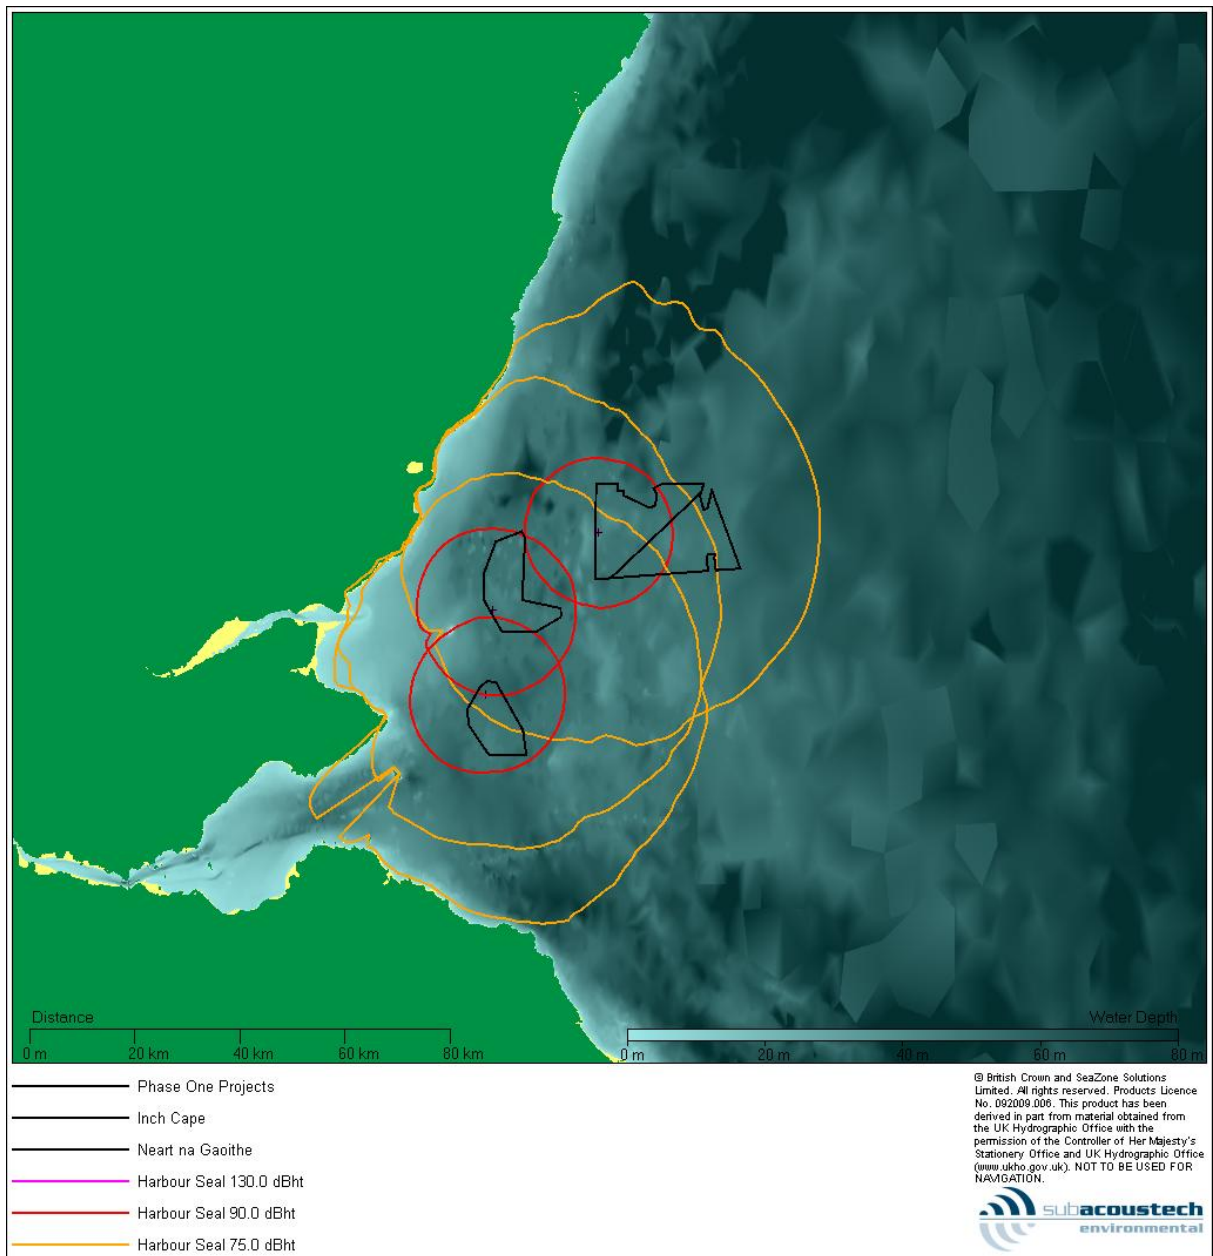 Distance
0 m 20 km 40 km 60 km 80 km
Water Depth
0 m 20 m 40 m 60 m 80 m
Phase One Projects
Inch Cape
Neart na Gaoithe
Harbour Seal 130.0 dBht
Harbour Seal 90.0 dBht
Harbour Seal 75.0 dBht
© British Crown and SeaZone Solutions
Limited. All rights reserved. Products Licence
No. 092009.006. This product has been
derived in part from material obtained from
the UK Hydrographic Office with the
permission of the Controller of Her Majesty's
Stationery Office and UK Hydrographic Office
(www.ukho.gov.uk). NOT TO BE USED FOR
NAVIGATION.
subacoustech
environmental